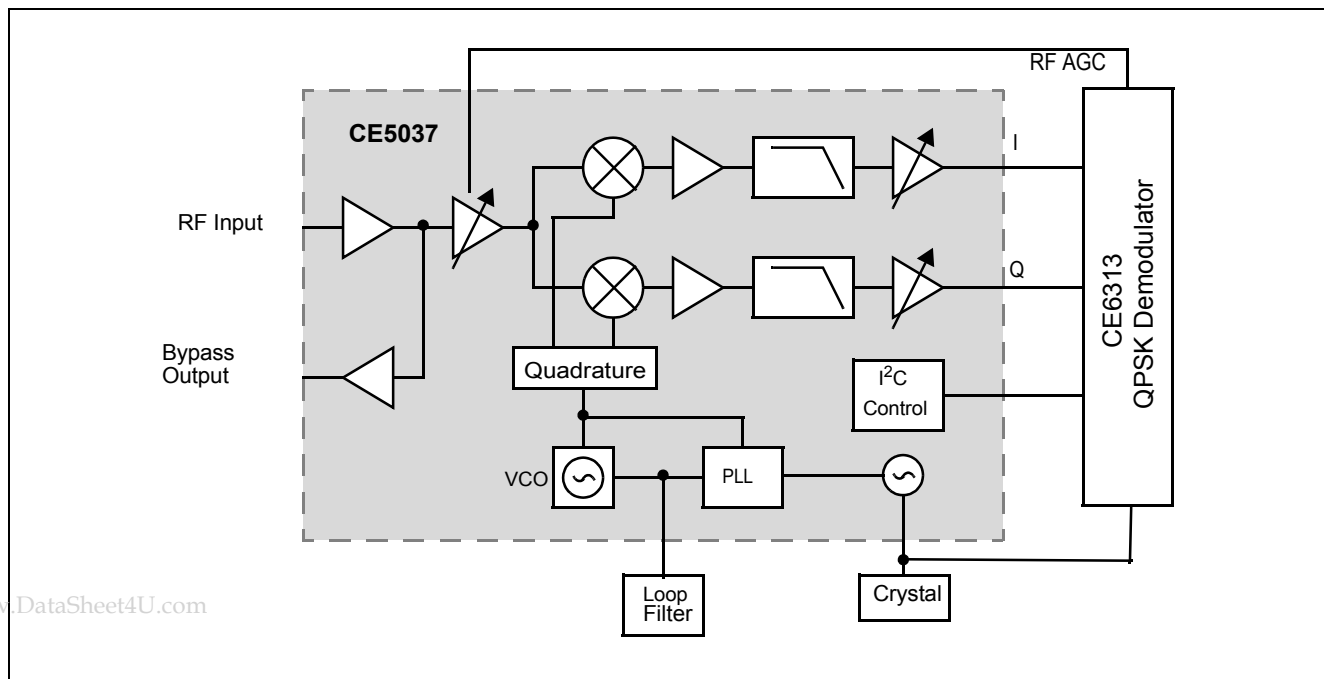 RF AGC
CE5037
I
RF Input
Q
CE6313
QPSK Demodulator
Bypass
Output
Quadrature
I²C
Control
VCO
PLL
Loop
Filter
Crystal
.DataSheet4U.com